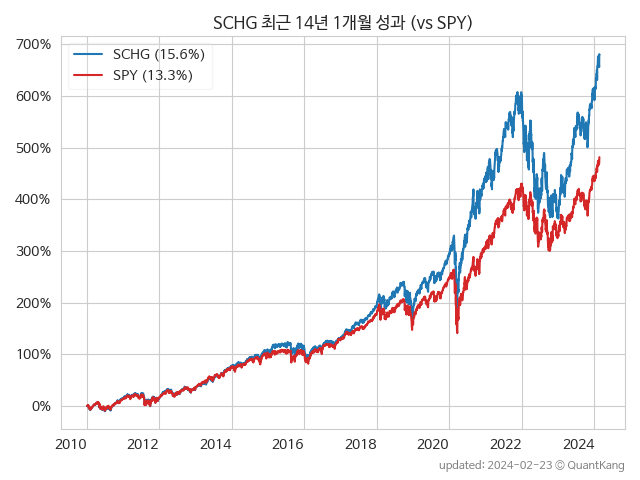 SCHG 최근 14년 1개월 성과 (vs SPY)
700%
600%
500%
400%
300%
200%
100%
0%
SCHG (15.6%)
SPY (13.3%)
2010 2012 2014 2016 2018 2020 2022 2024
updated: 2024-02-23 ⓒ QuantKang